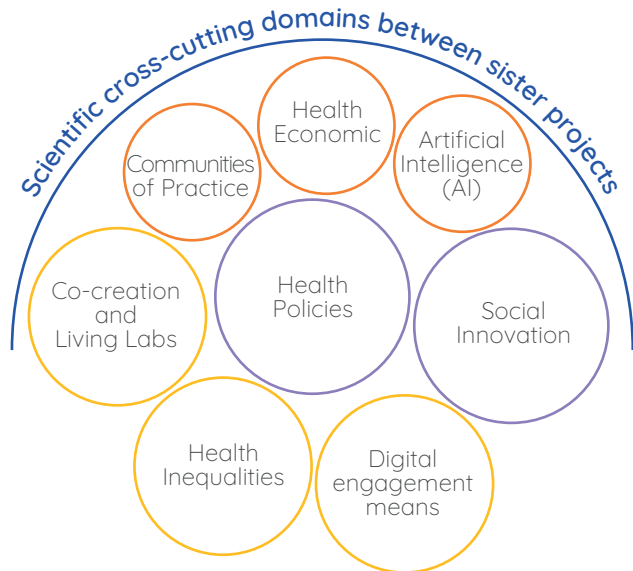 Scientific cross-cutting domains between sister projects
Health
Economic
Communities
of Practice
Artificial
Intelligence
(AI)
Co-creation
and
Living Labs
Health
Policies
Social
Innovation
Health
Inequalities
Digital
engagement
means